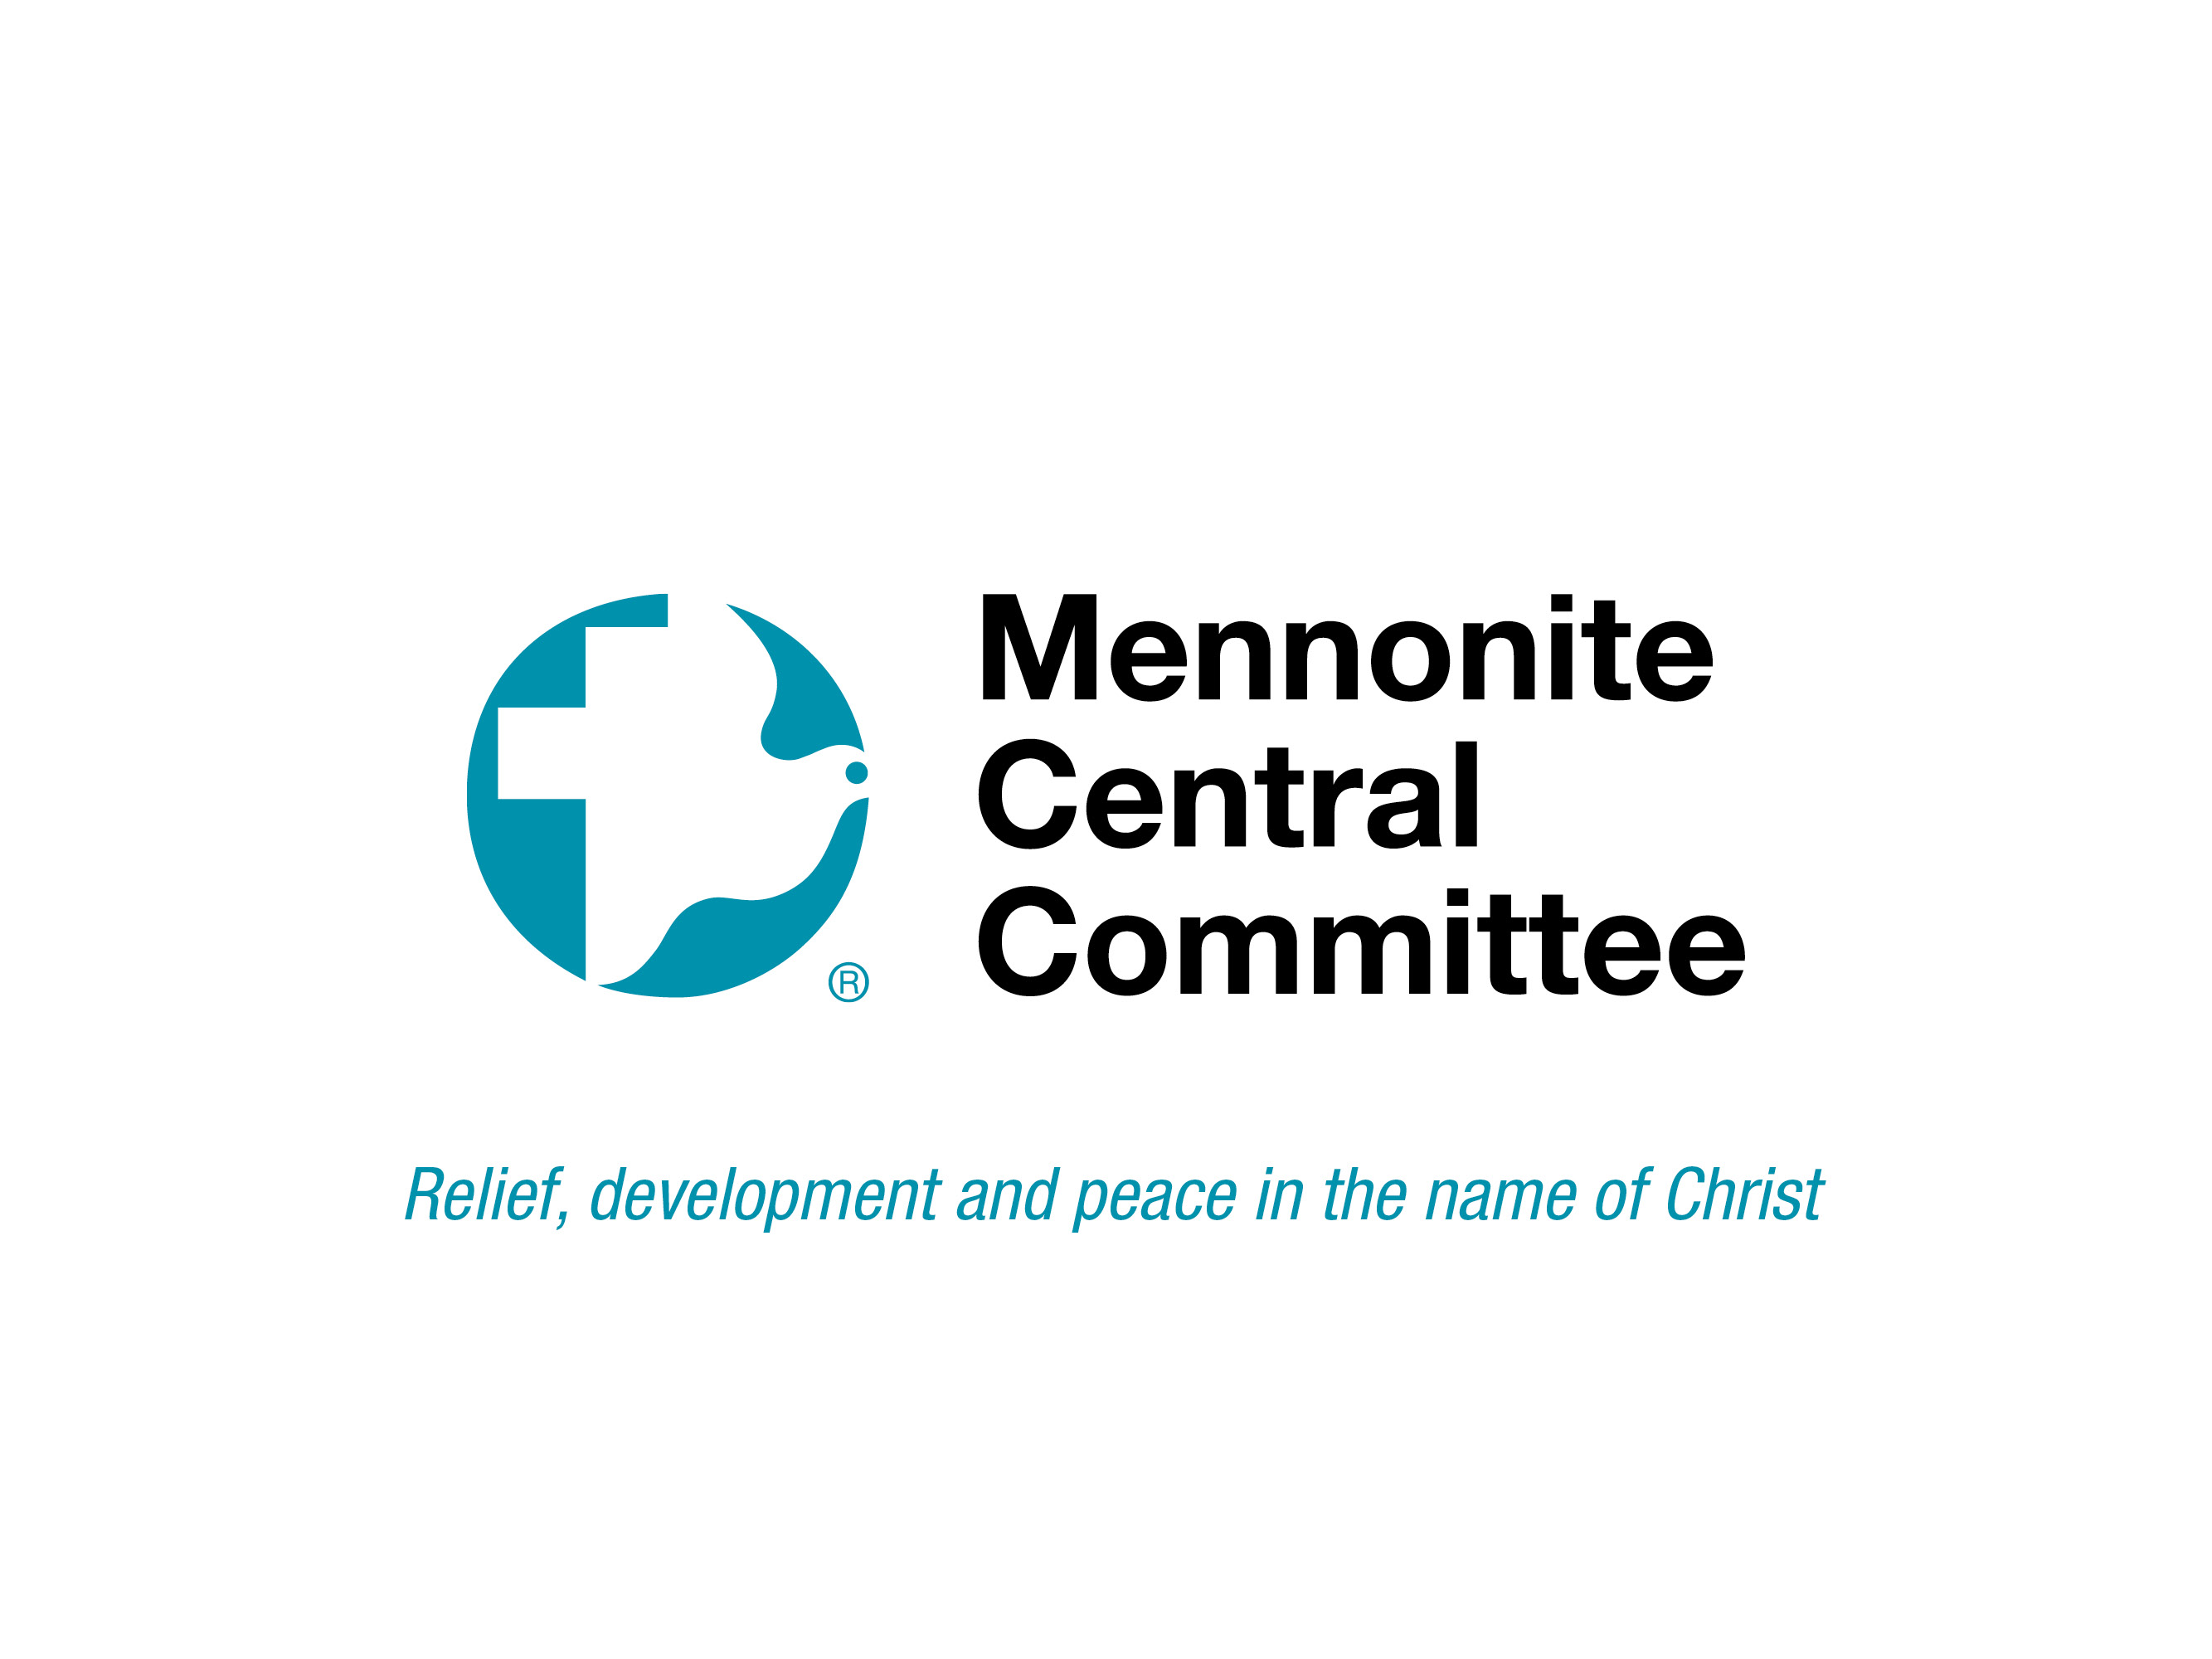 Mennonite
Central
Committee
®
Relief, development and peace in the name of Christ